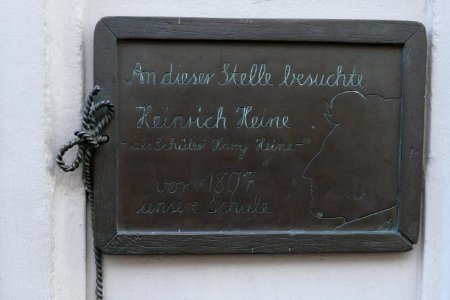 An dieser Stelle besuchte
Heinrich Heine
- als Schüler Harry Heine -
vor 1807
unsere Schule